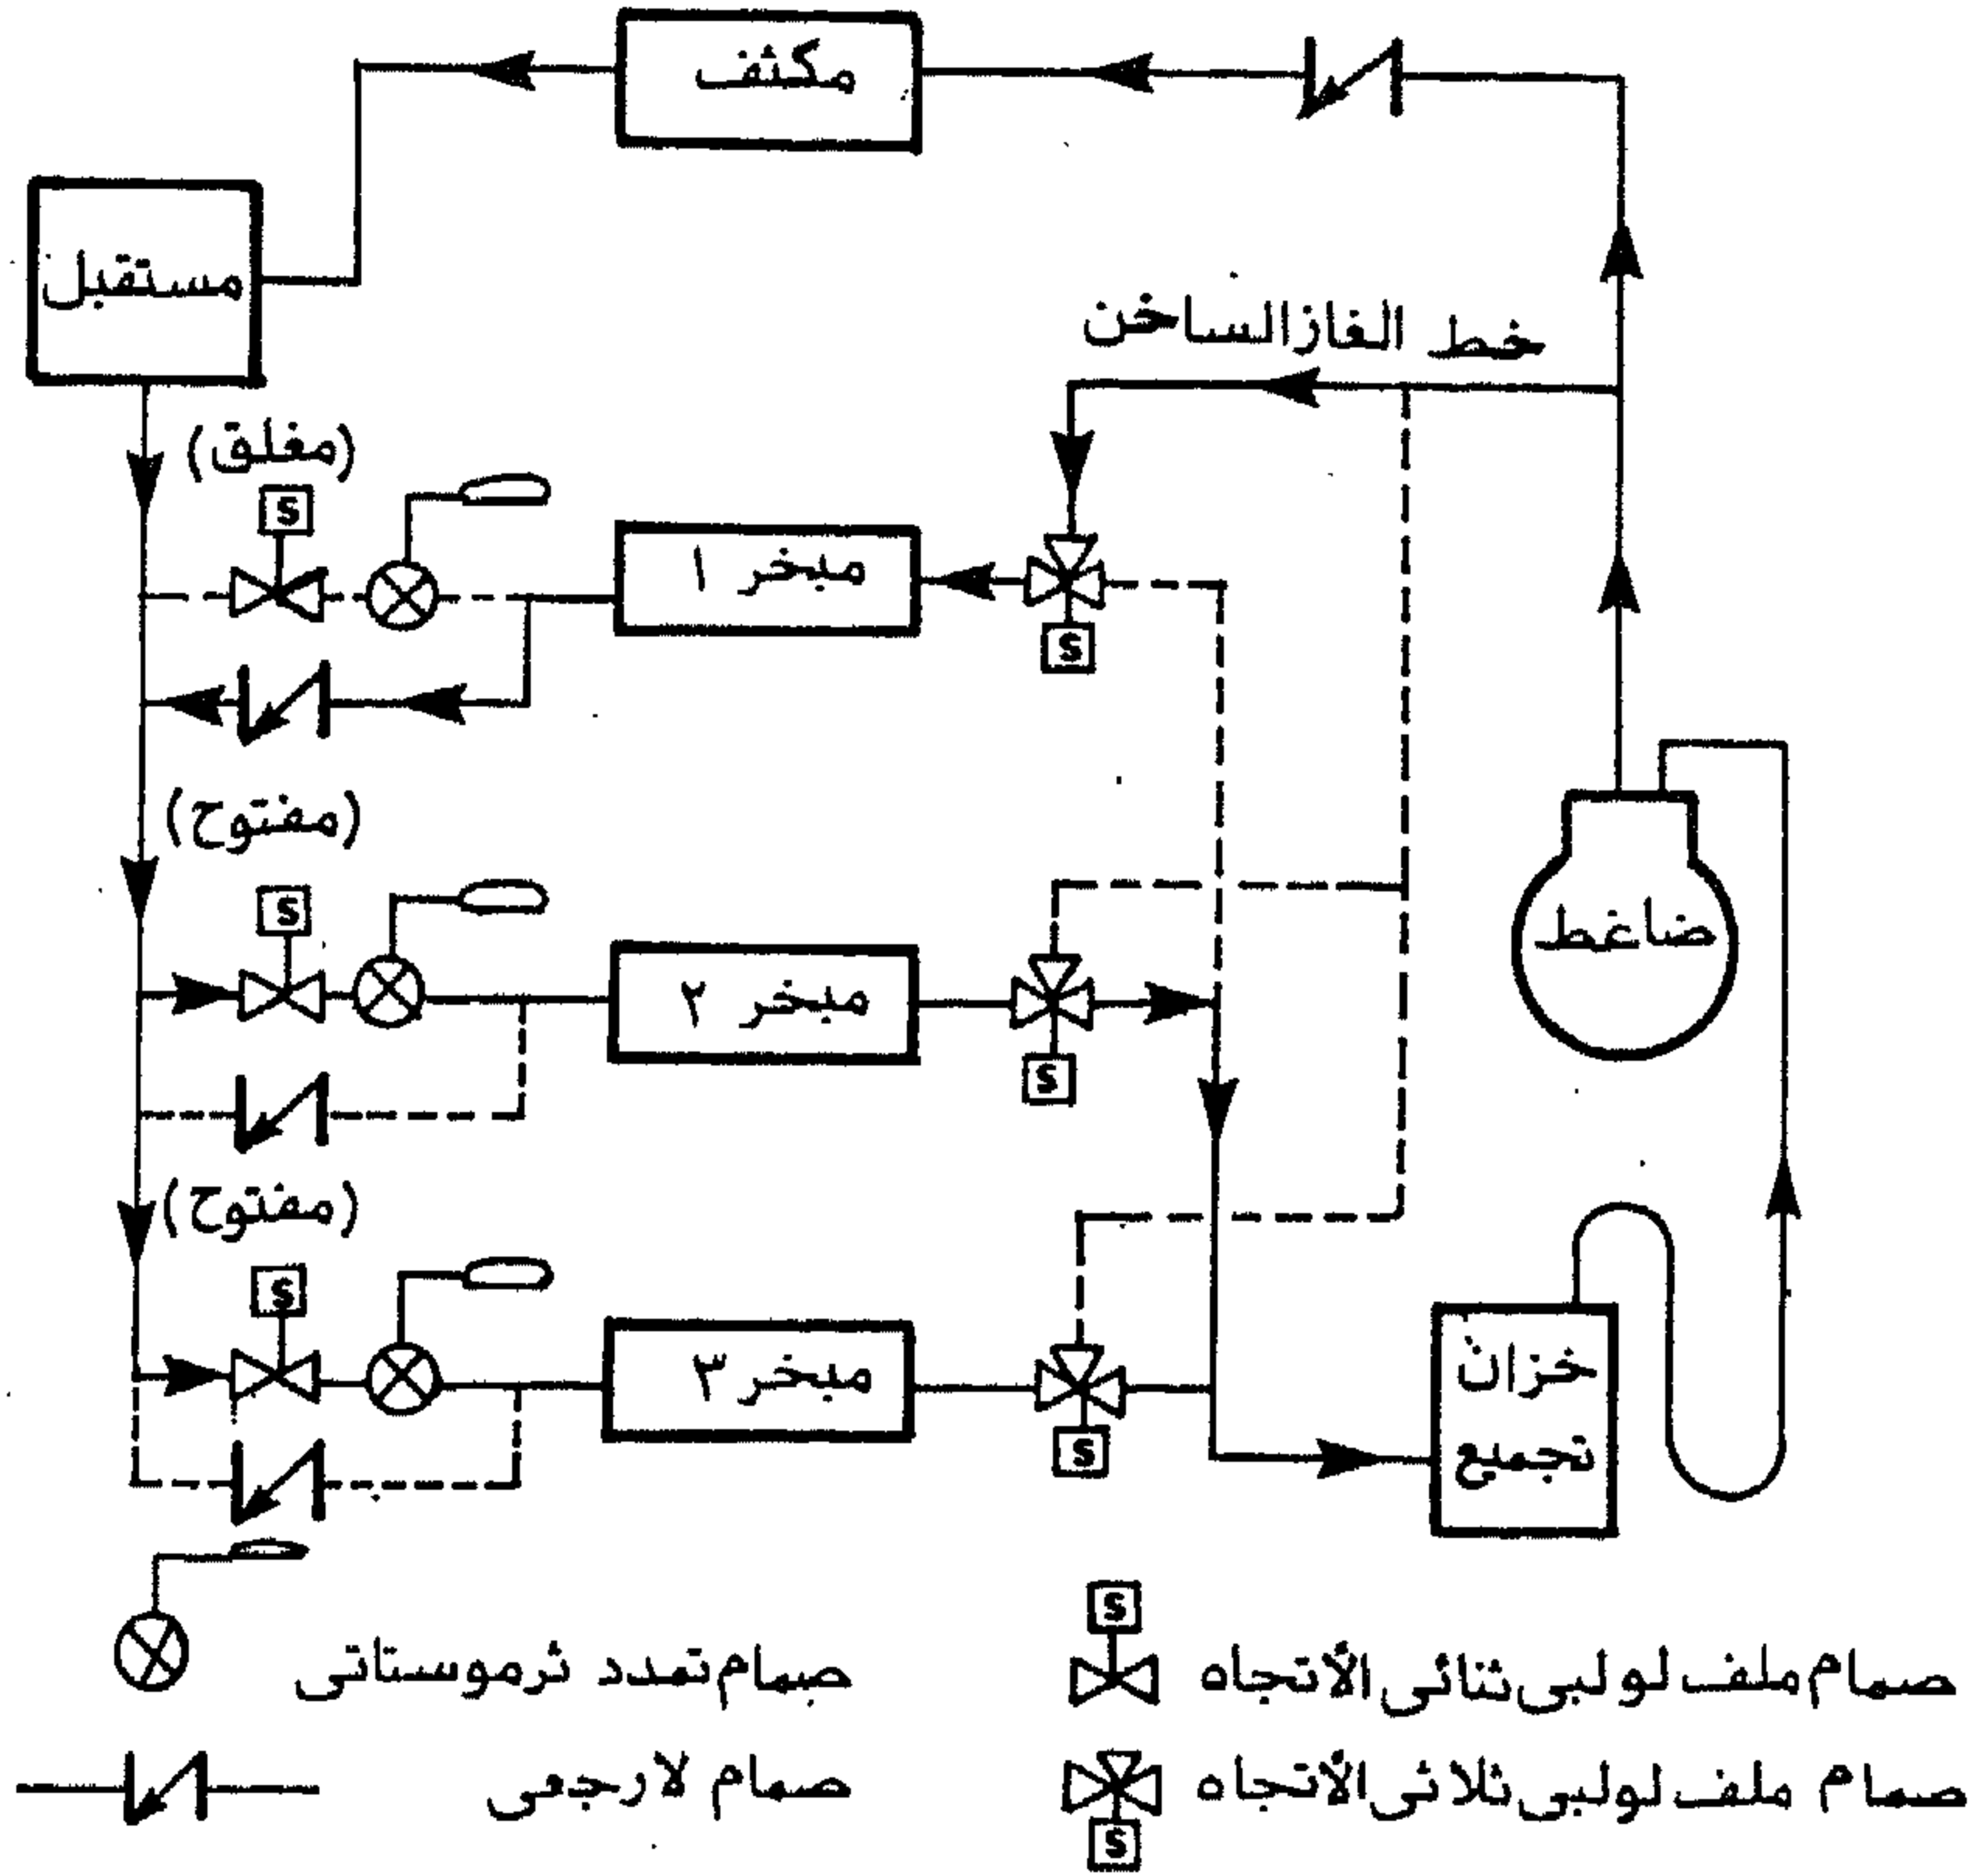 مكثف
مستقبل
خط الغاز الساخن
(مغلق)
S
مبخر ١
S
(مفتوح)
S
ضاغط
مبخر ٢
S
(مفتوح)
S
مبخر ٣
S
خزان
تجميع
S
صمام ملف لولبى ثنائى الأتجاه
صمام تمدد ثرموستاتى
صمام ملف لولبى ثلاثى الأتجاه
S
صمام لارجعى